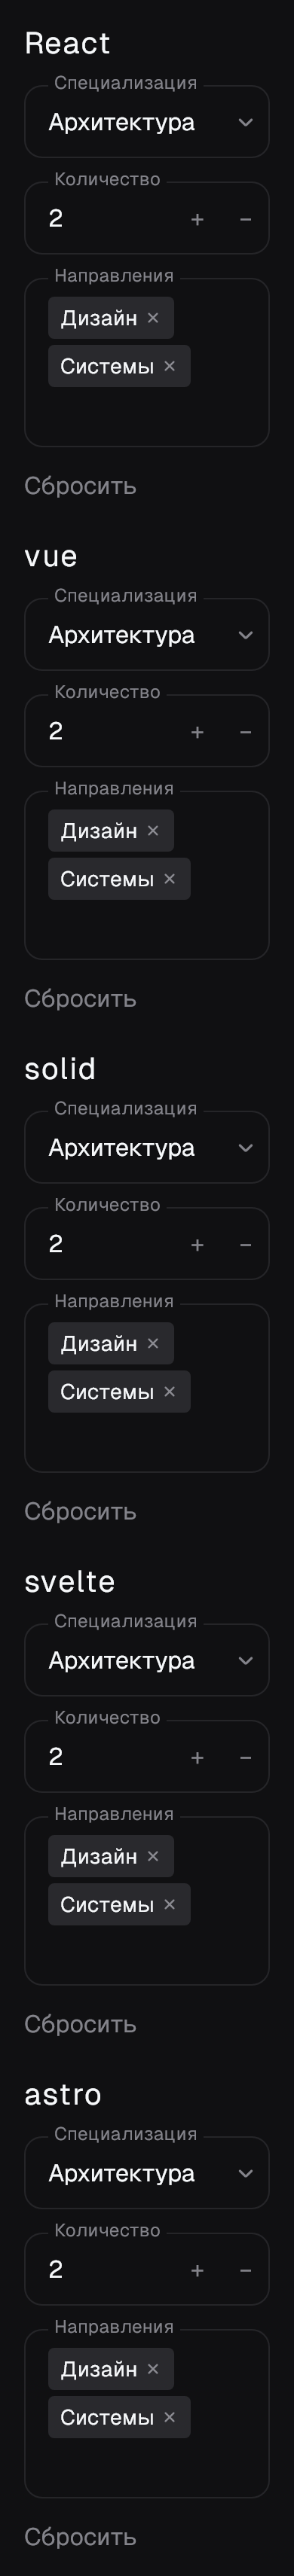 React
Специализация
Архитектура
Количество
2 + −
Направления
Дизайн ×
Системы ×
Сбросить
vue
Специализация
Архитектура
Количество
2 + −
Направления
Дизайн ×
Системы ×
Сбросить
solid
Специализация
Архитектура
Количество
2 + −
Направления
Дизайн ×
Системы ×
Сбросить
svelte
Специализация
Архитектура
Количество
2 + −
Направления
Дизайн ×
Системы ×
Сбросить
astro
Специализация
Архитектура
Количество
2 + −
Направления
Дизайн ×
Системы ×
Сбросить